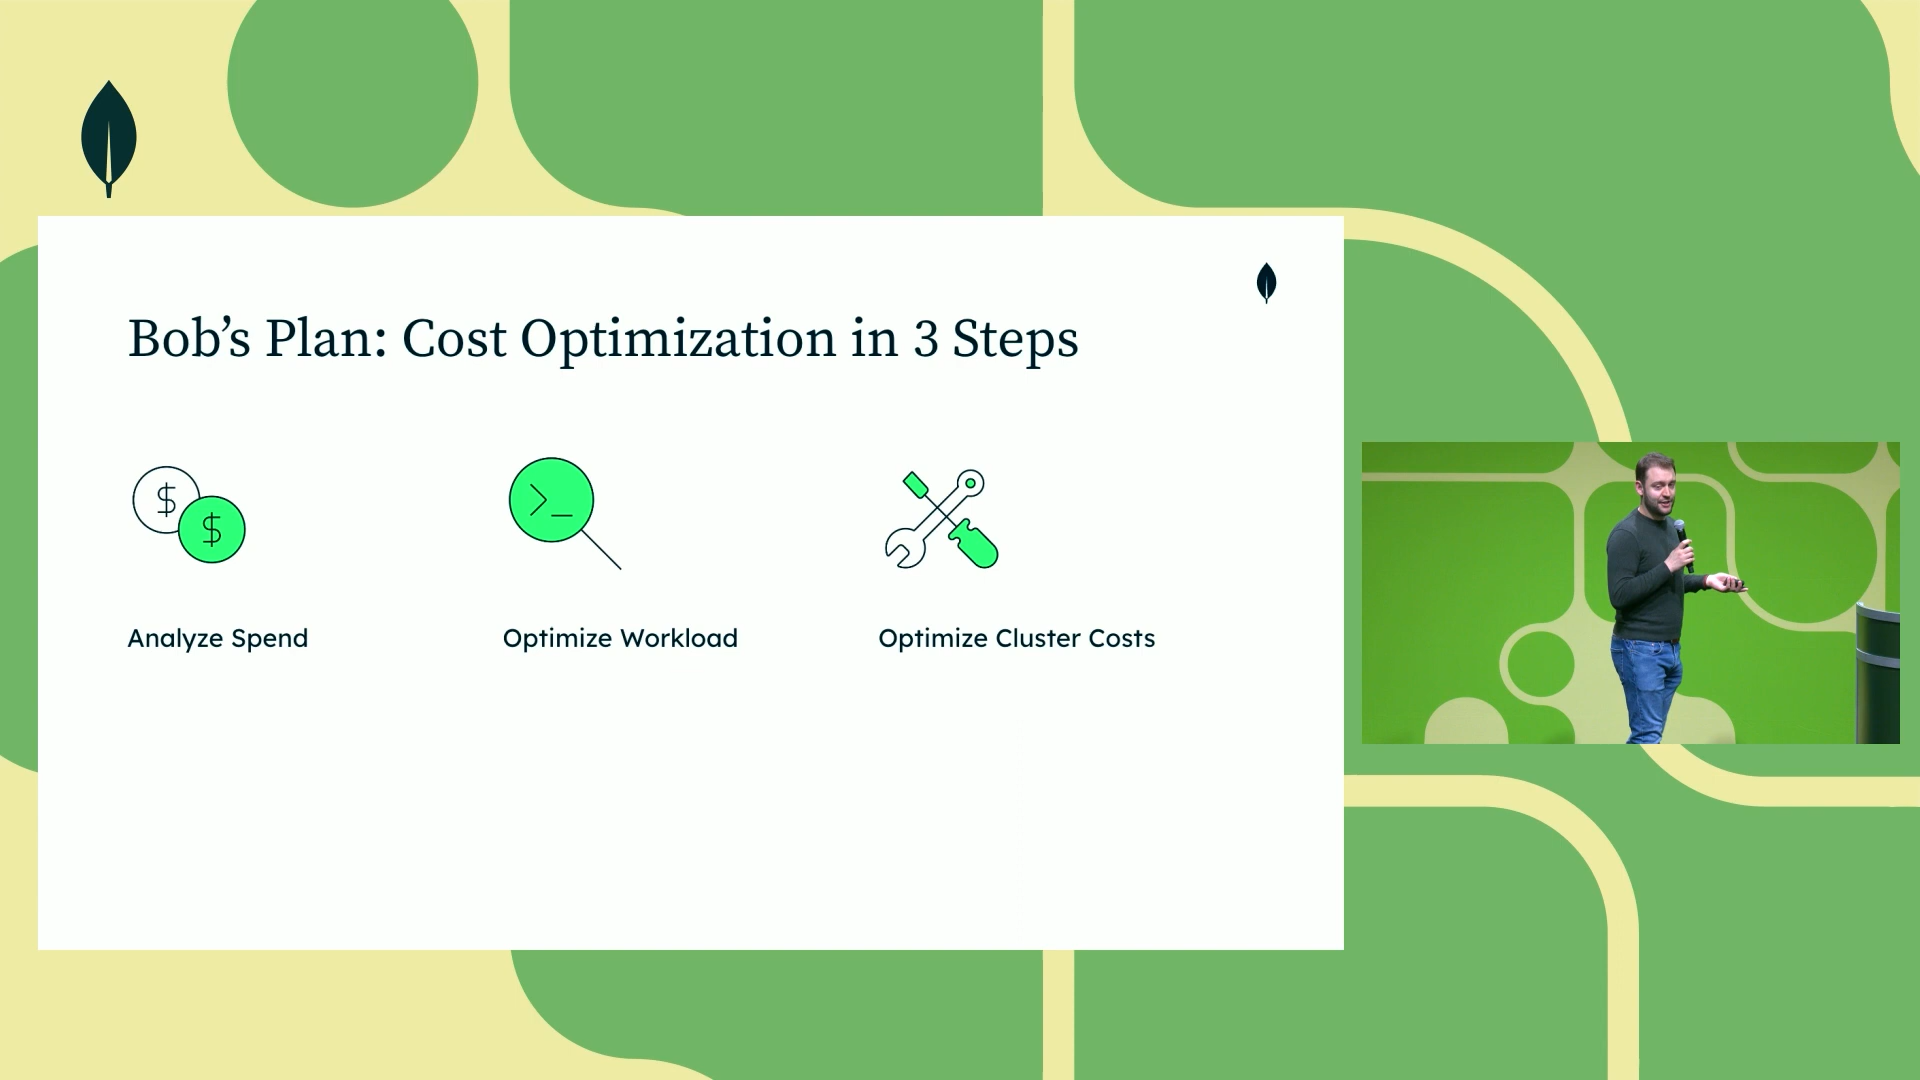 Bob’s Plan: Cost Optimization in 3 Steps
$
$
>_
Analyze Spend
Optimize Workload
Optimize Cluster Costs